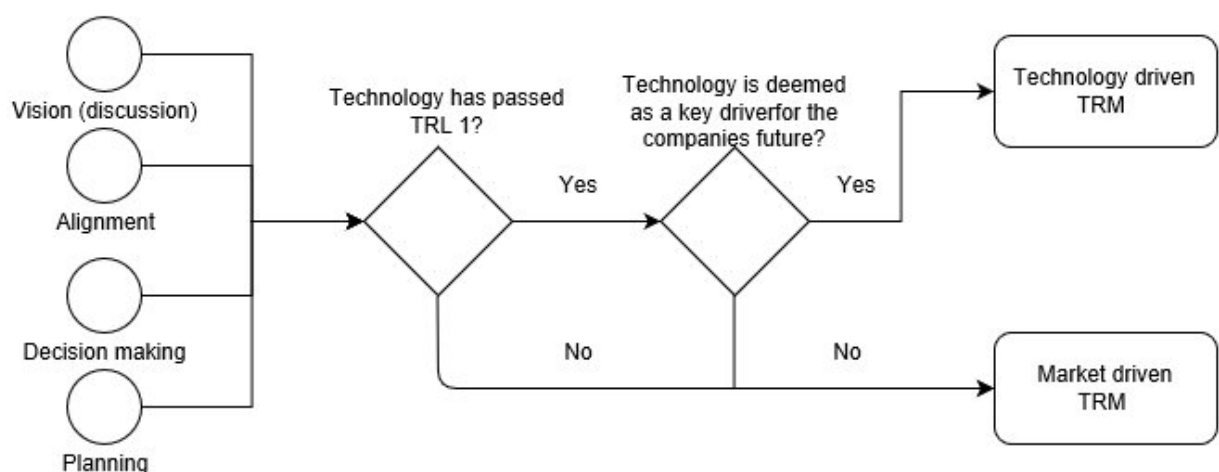 Vision (discussion)
Alignment
Decision making
Planning
Technology has passed
TRL 1?
Yes
No
Technology is deemed
as a key driverfor the
companies future?
Yes
No
Technology driven
TRM
Market driven
TRM